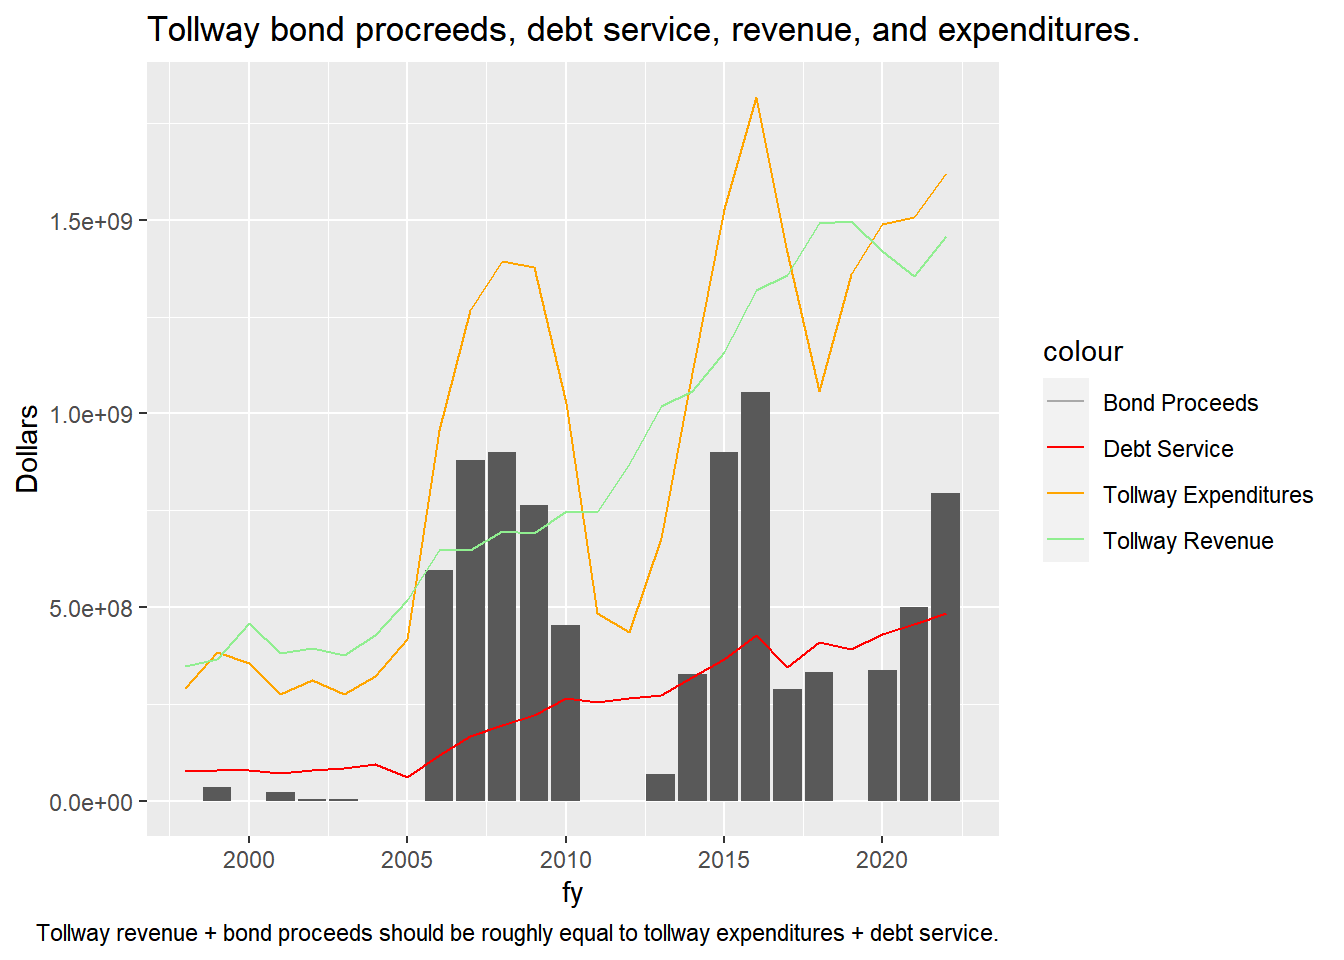 Tollway bond procreeds, debt service, revenue, and expenditures.
1.5e+09
1.0e+09
5.0e+08
0.0e+00
Dollars
2000 2005 2010 2015 2020
fy
colour
Bond Proceeds
Debt Service
Tollway Expenditures
Tollway Revenue
Tollway revenue + bond proceeds should be roughly equal to tollway expenditures + debt service.